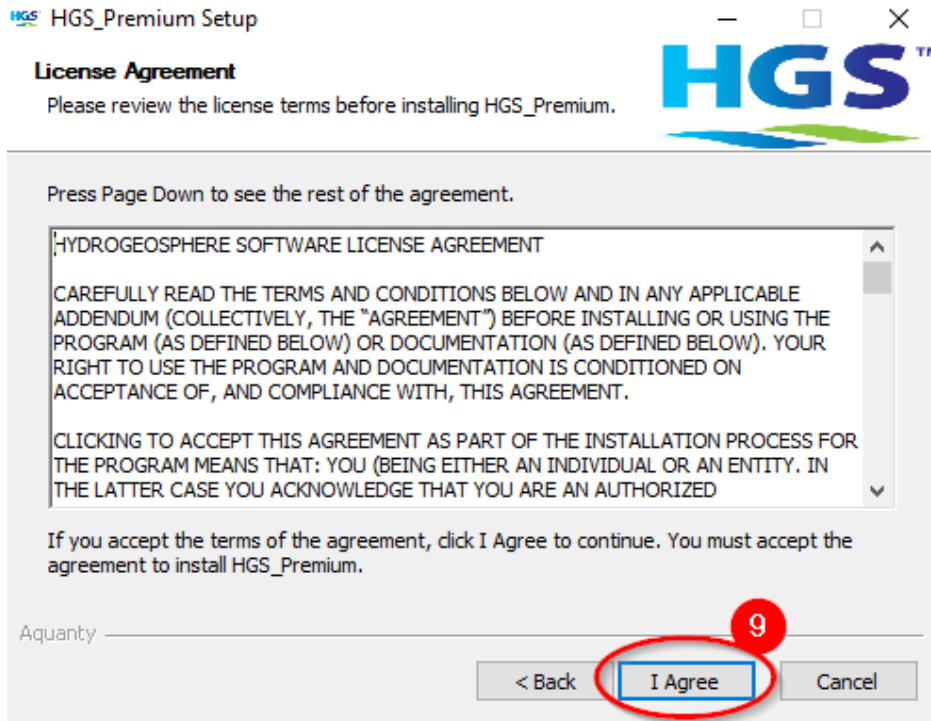 HGS HGS_Premium Setup
License Agreement
Please review the license terms before installing HGS_Premium.
HGS™
Press Page Down to see the rest of the agreement.
HYDROGEOSPHERE SOFTWARE LICENSE AGREEMENT
CAREFULLY READ THE TERMS AND CONDITIONS BELOW AND IN ANY APPLICABLE
ADDENDUM (COLLECTIVELY, THE “AGREEMENT”) BEFORE INSTALLING OR USING THE
PROGRAM (AS DEFINED BELOW) OR DOCUMENTATION (AS DEFINED BELOW). YOUR
RIGHT TO USE THE PROGRAM AND DOCUMENTATION IS CONDITIONED ON
ACCEPTANCE OF, AND COMPLIANCE WITH, THIS AGREEMENT.
CLICKING TO ACCEPT THIS AGREEMENT AS PART OF THE INSTALLATION PROCESS FOR
THE PROGRAM MEANS THAT: YOU (BEING EITHER AN INDIVIDUAL OR AN ENTITY. IN
THE LATTER CASE YOU ACKNOWLEDGE THAT YOU ARE AN AUTHORIZED
If you accept the terms of the agreement, click I Agree to continue. You must accept the
agreement to install HGS_Premium.
Aquanty
9
< Back I Agree Cancel